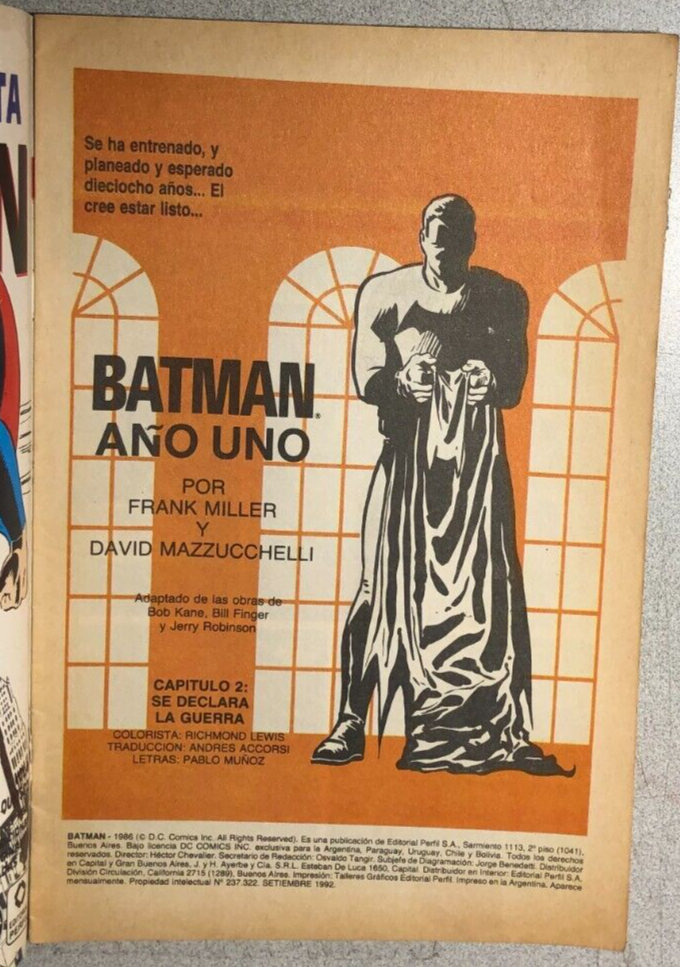 TA
N
Se ha entrenado, y
planeado y esperado
dieciocho años... El
cree estar listo...
BATMAN®
AÑO UNO
POR
FRANK MILLER
Y
DAVID MAZZUCCHELLI
Adaptado de las obras de
Bob Kane, Bill Finger
y Jerry Robinson
CAPITULO 2:
SE DECLARA
LA GUERRA
COLORISTA: RICHMOND LEWIS
TRADUCCION: ANDRES ACCORSI
LETRAS: PABLO MUÑOZ
BATMAN - 1986 (© D.C. Comics Inc. All Rights Reserved). Es una publicación de Editorial Perfil S.A., Sarmiento 1113, 2º piso (1041),
Buenos Aires. Bajo licencia DC COMICS INC. exclusiva para la Argentina, Paraguay, Uruguay, Chile y Bolivia. Todos los derechos
reservados. Director: Héctor Chevalier. Secretario de Redacción: Osvaldo Tangir. Subjefe de Diagramación: Jorge Benedetti. Distribuidor
en Capital y Gran Buenos Aires, J. y H. Ayerbe y Cía. S.R.L. Esteban De Luca 1650, Capital. Distribuidor en Interior: Editorial Perfil S.A.
División Circulación, California 2715 (1289), Buenos Aires. Impresión: Talleres Gráficos Editorial Perfil. Impreso en la Argentina. Aparece
mensualmente. Propiedad intelectual Nº 237.322. SETIEMBRE 1992.